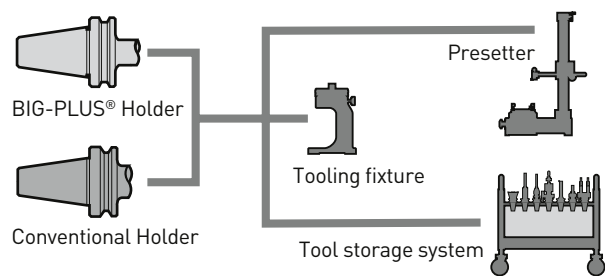 Presetter
BIG-PLUS® Holder
Tooling fixture
Conventional Holder
Tool storage system